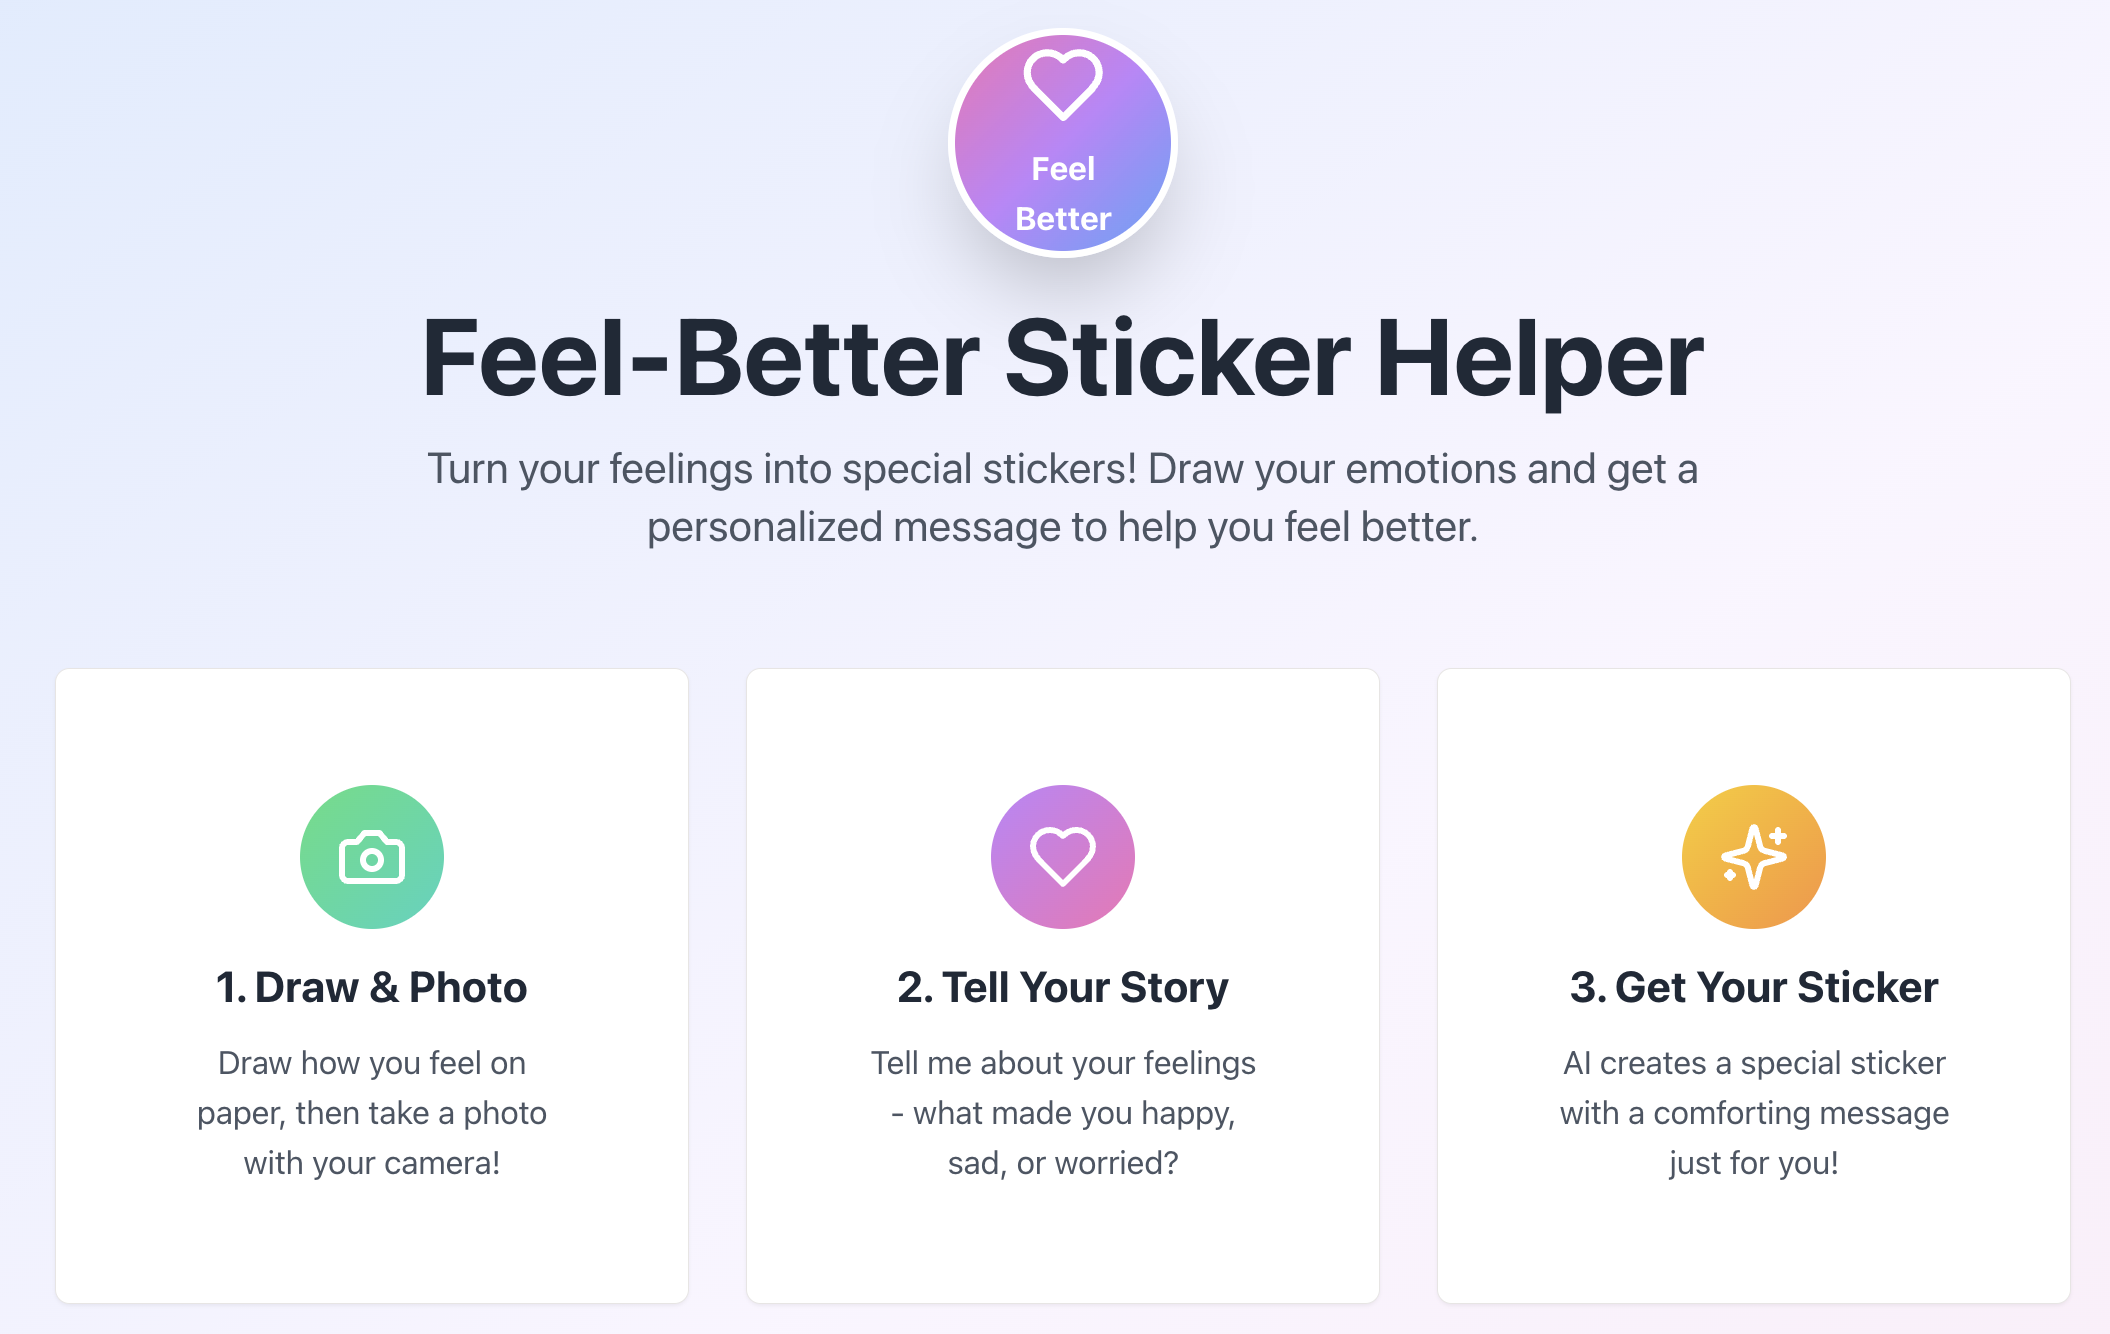 Feel
Better
Feel-Better Sticker Helper
Turn your feelings into special stickers! Draw your emotions and get a
personalized message to help you feel better.
1. Draw & Photo
Draw how you feel on
paper, then take a photo
with your camera!
2. Tell Your Story
Tell me about your feelings
- what made you happy,
sad, or worried?
3. Get Your Sticker
AI creates a special sticker
with a comforting message
just for you!